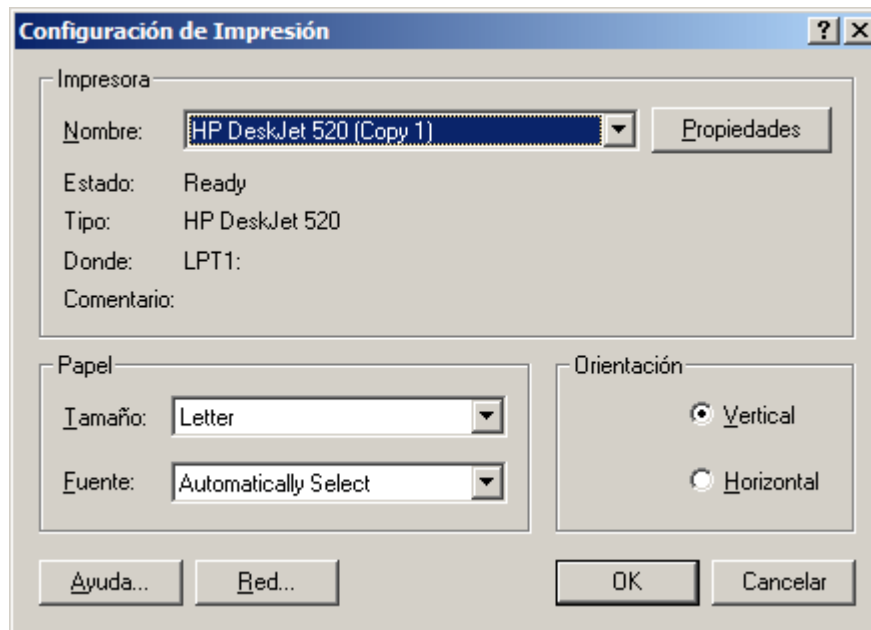 Configuración de Impresión
Impresora
Nombre: HP DeskJet 520 (Copy 1) Propiedades
Estado: Ready
Tipo: HP DeskJet 520
Donde: LPT1:
Comentario:
Papel
Tamaño: Letter
Fuente: Automatically Select
Orientación
Vertical
Horizontal
Ayuda... Red... OK Cancelar